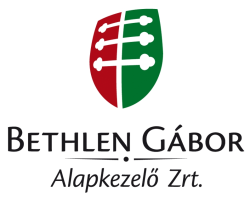 BETHLEN GÁBOR
Alapkezelő Zrt.